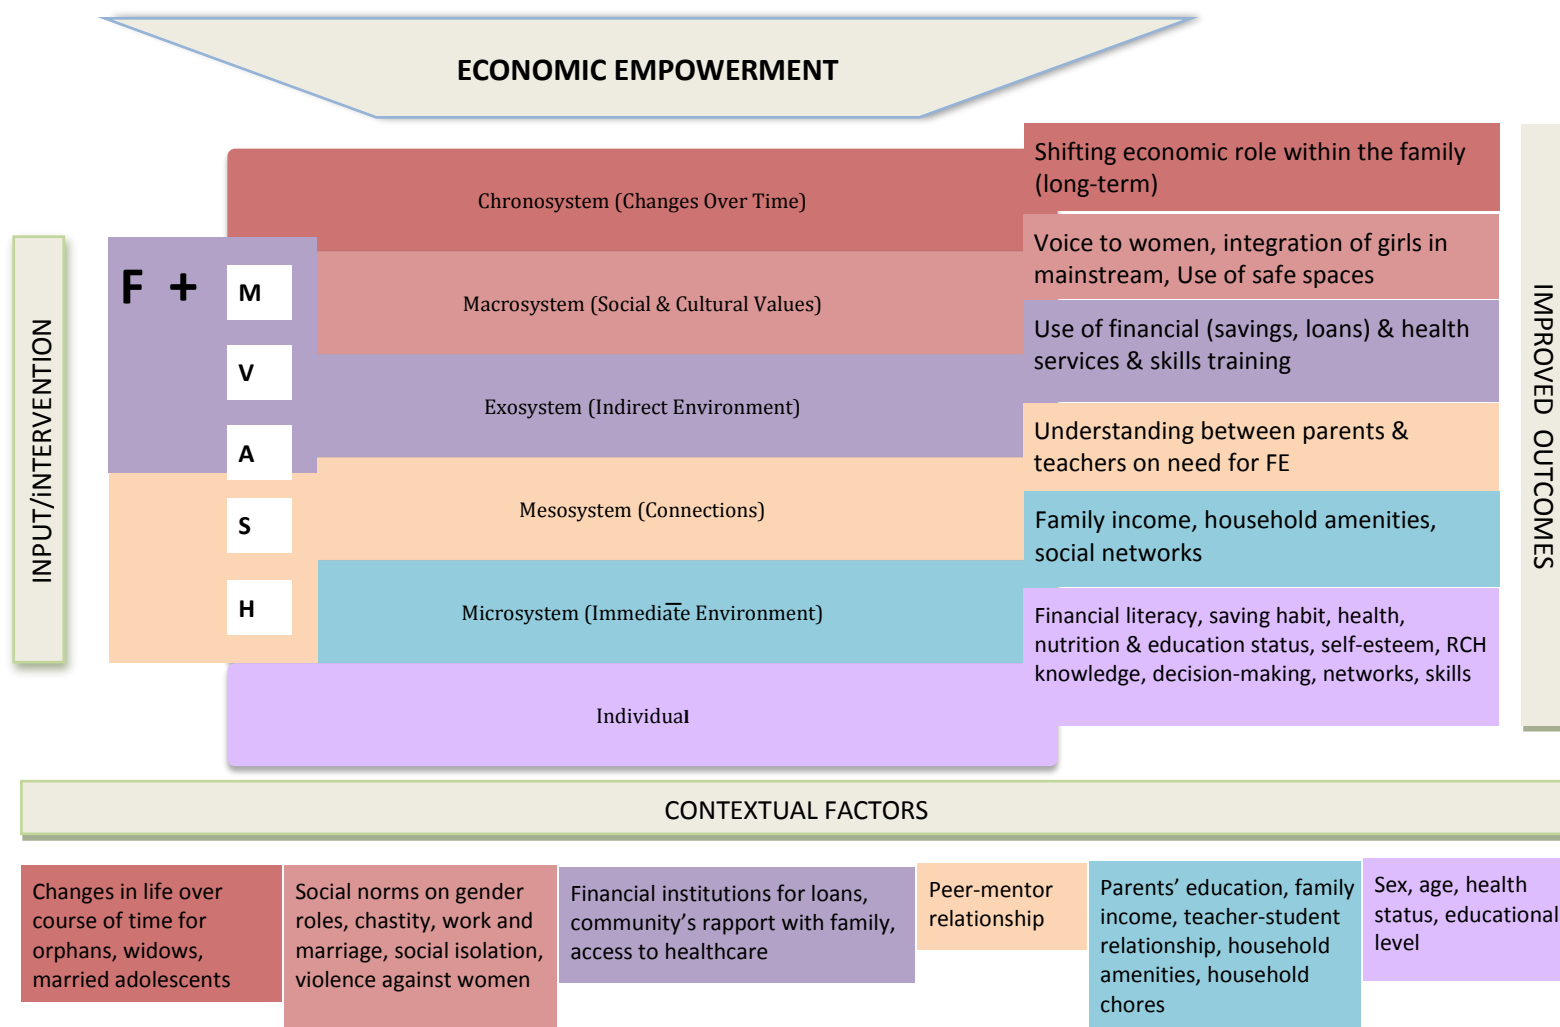 ECONOMIC EMPOWERMENT
INPUT/iNTERVENTION
F +
M
V
A
S
H
Chronosystem (Changes Over Time)
Macrosystem (Social & Cultural Values)
Exosystem (Indirect Environment)
Mesosystem (Connections)
Microsystem (Immediate Environment)
Individual
Shifting economic role within the family
(long-term)
Voice to women, integration of girls in
mainstream, Use of safe spaces
Use of financial (savings, loans) & health
services & skills training
Understanding between parents &
teachers on need for FE
Family income, household amenities,
social networks
Financial literacy, saving habit, health,
nutrition & education status, self-esteem, RCH
knowledge, decision-making, networks, skills
IMPROVED OUTCOMES
CONTEXTUAL FACTORS
Changes in life over
course of time for
orphans, widows,
married adolescents
Social norms on gender
roles, chastity, work and
marriage, social isolation,
violence against women
Financial institutions for loans,
community’s rapport with family,
access to healthcare
Peer-mentor
relationship
Parents’ education, family
income, teacher-student
relationship, household
amenities, household
chores
Sex, age, health
status, educational
level